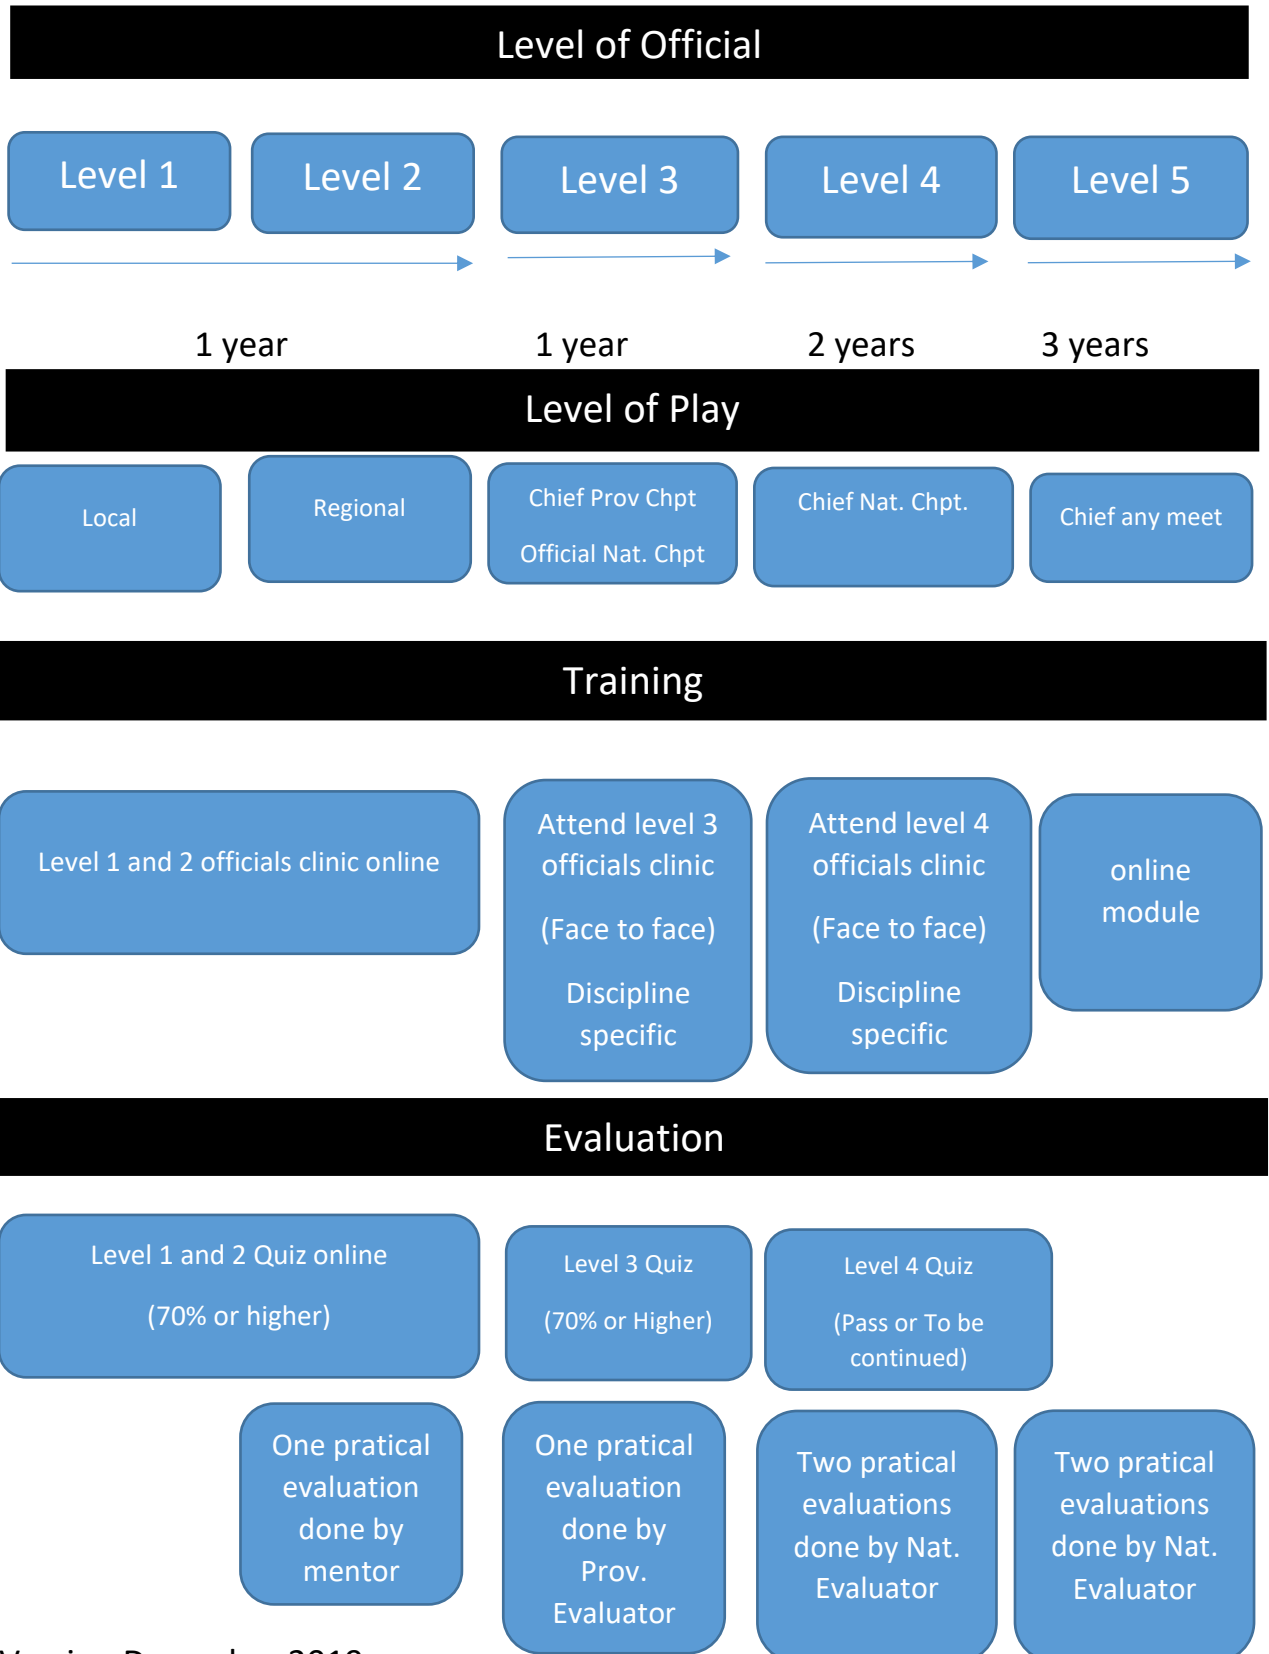 Level of Official
Level 1
Level 2
Level 3
Level 4
Level 5
1 year
1 year
2 years
3 years
Level of Play
Local
Regional
Chief Prov Chpt
Official Nat. Chpt
Chief Nat. Chpt.
Chief any meet
Training
Level 1 and 2 officials clinic online
Attend level 3
officials clinic
(Face to face)
Discipline
specific
Attend level 4
officials clinic
(Face to face)
Discipline
specific
online
module
Evaluation
Level 1 and 2 Quiz online
(70% or higher)
Level 3 Quiz
(70% or Higher)
Level 4 Quiz
(Pass or To be
continued)
One pratical
evaluation
done by
mentor
One pratical
evaluation
done by
Prov.
Evaluator
Two pratical
evaluations
done by Nat.
Evaluator
Two pratical
evaluations
done by Nat.
Evaluator